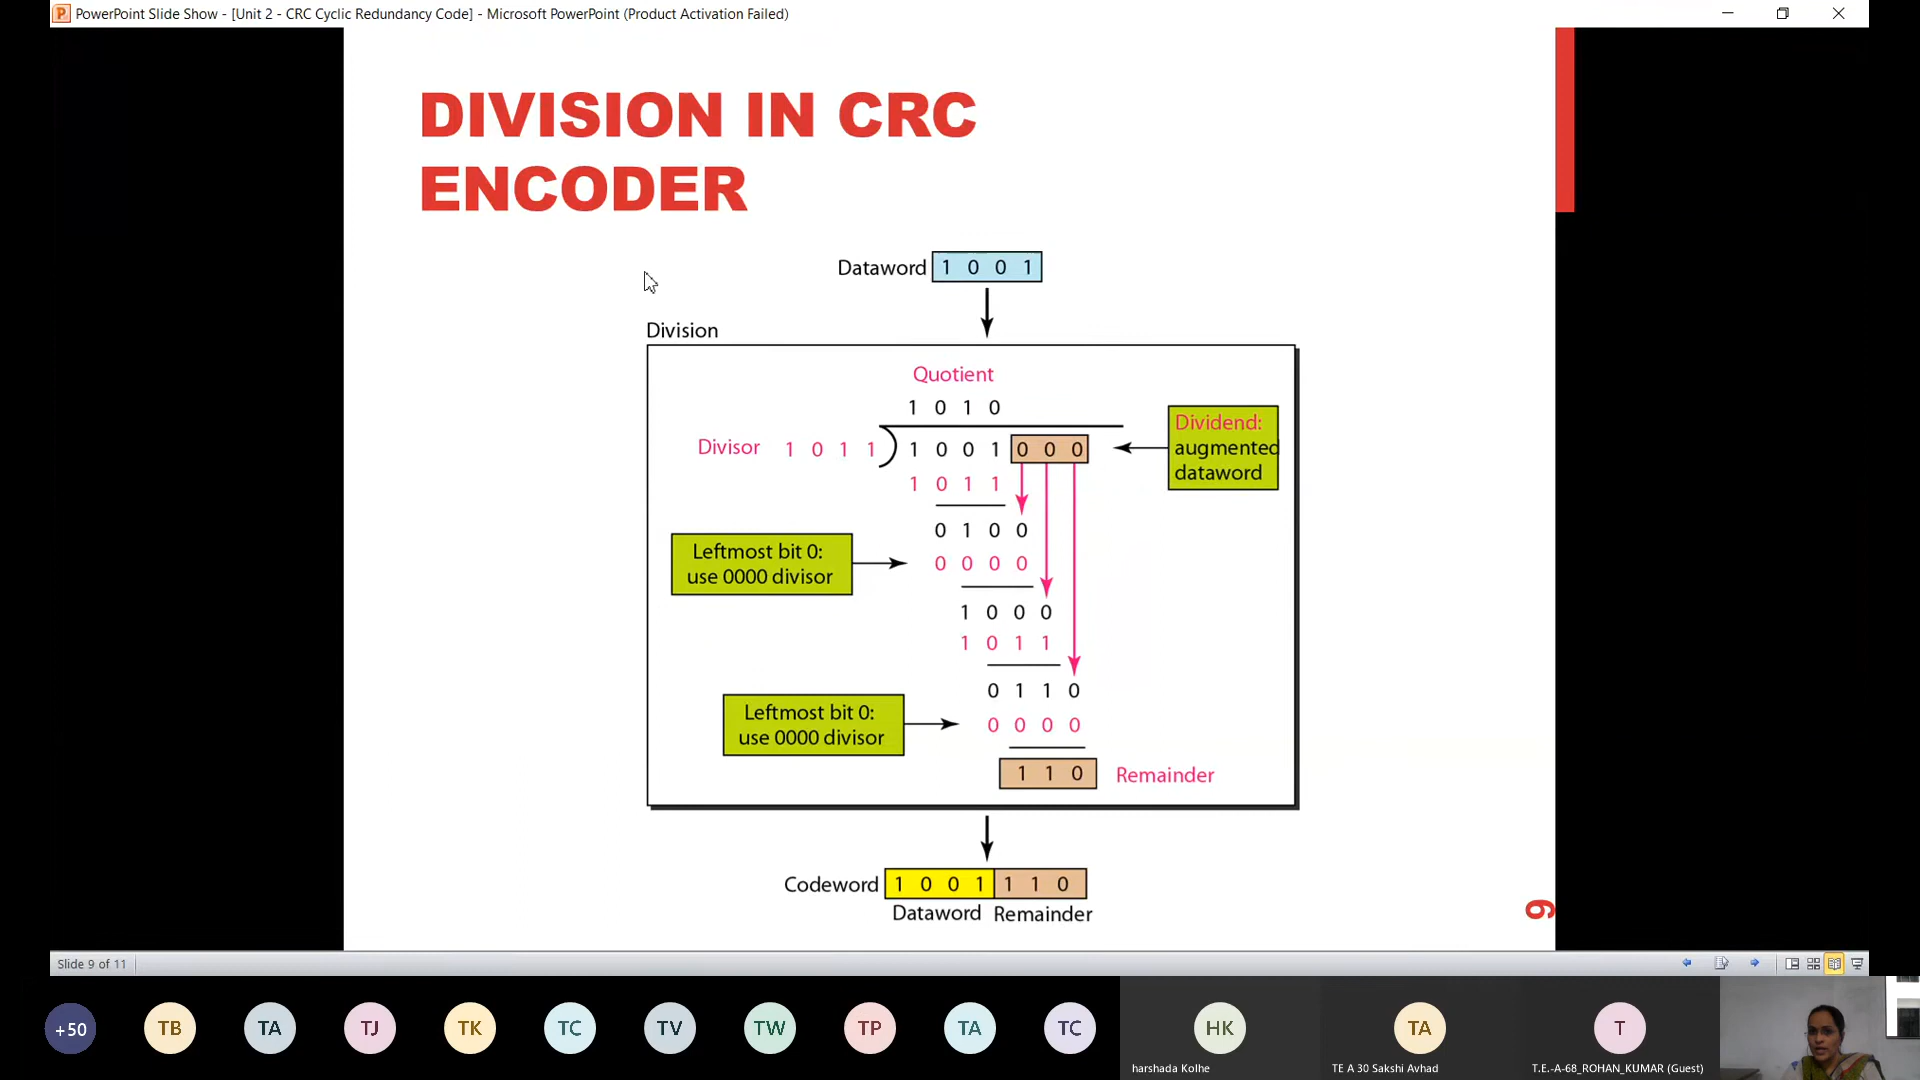 PowerPoint Slide Show - [Unit 2 - CRC Cyclic Redundancy Code] - Microsoft PowerPoint (Product Activation Failed)
DIVISION IN CRC
ENCODER
Dataword 1 0 0 1
Division
Quotient
1 0 1 0
Divisor 1 0 1 1 1 0 0 1 0 0 0
Dividend:
augmented
dataword
1 0 1 1
0 1 0 0
Leftmost bit 0:
use 0000 divisor
0 0 0 0
1 0 0 0
1 0 1 1
0 1 1 0
Leftmost bit 0:
use 0000 divisor
0 0 0 0
1 1 0 Remainder
Codeword 1 0 0 1 1 1 0
Dataword Remainder
9
Slide 9 of 11
+50 TB TA TJ TK TC TV TW TP TA TC HK TA T
harshada Kolhe TE A 30 Sakshi Avhad T.E.-A-68_ROHAN_KUMAR (Guest)